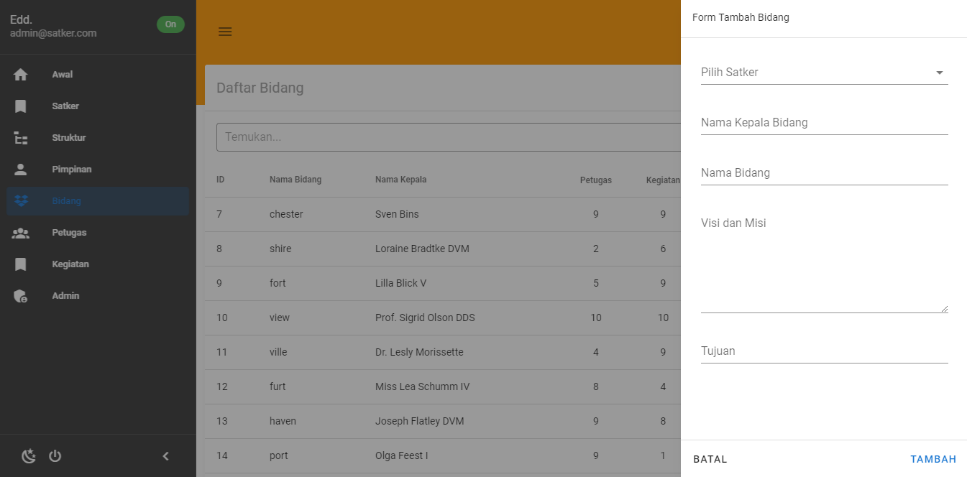 Edd.
admin@satker.com
On
Awal
Satker
Struktur
Pimpinan
Bidang
Petugas
Kegiatan
Admin
Daftar Bidang
Temukan...
ID Nama Bidang Nama Kepala Petugas Kegiatan
7 chester Sven Bins 9 9
8 shire Loraine Bradtke DVM 2 6
9 fort Lilla Blick V 5 9
10 view Prof. Sigrid Olson DDS 10 10
11 ville Dr. Lesly Morissette 4 9
12 furt Miss Lea Schumm IV 8 4
13 haven Joseph Flatley DVM 9 8
14 port Olga Feest I 9 1
Form Tambah Bidang
Pilih Satker
Nama Kepala Bidang
Nama Bidang
Visi dan Misi
Tujuan
BATAL TAMBAH